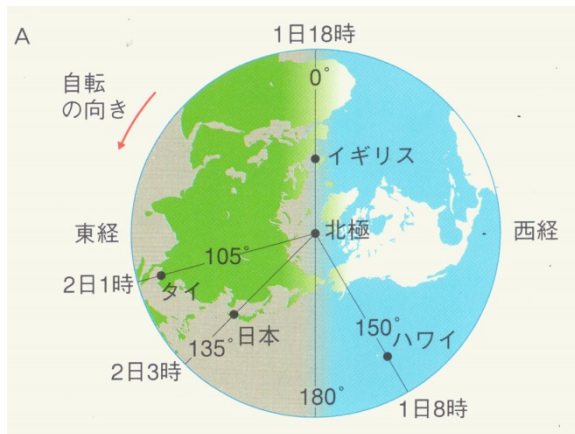 A
1日18時
自転
の向き
0°
イギリス
東経
北極
西経
105°
2日1時
タイ
日本
150°
ハワイ
135°
2日3時
180°
1日8時